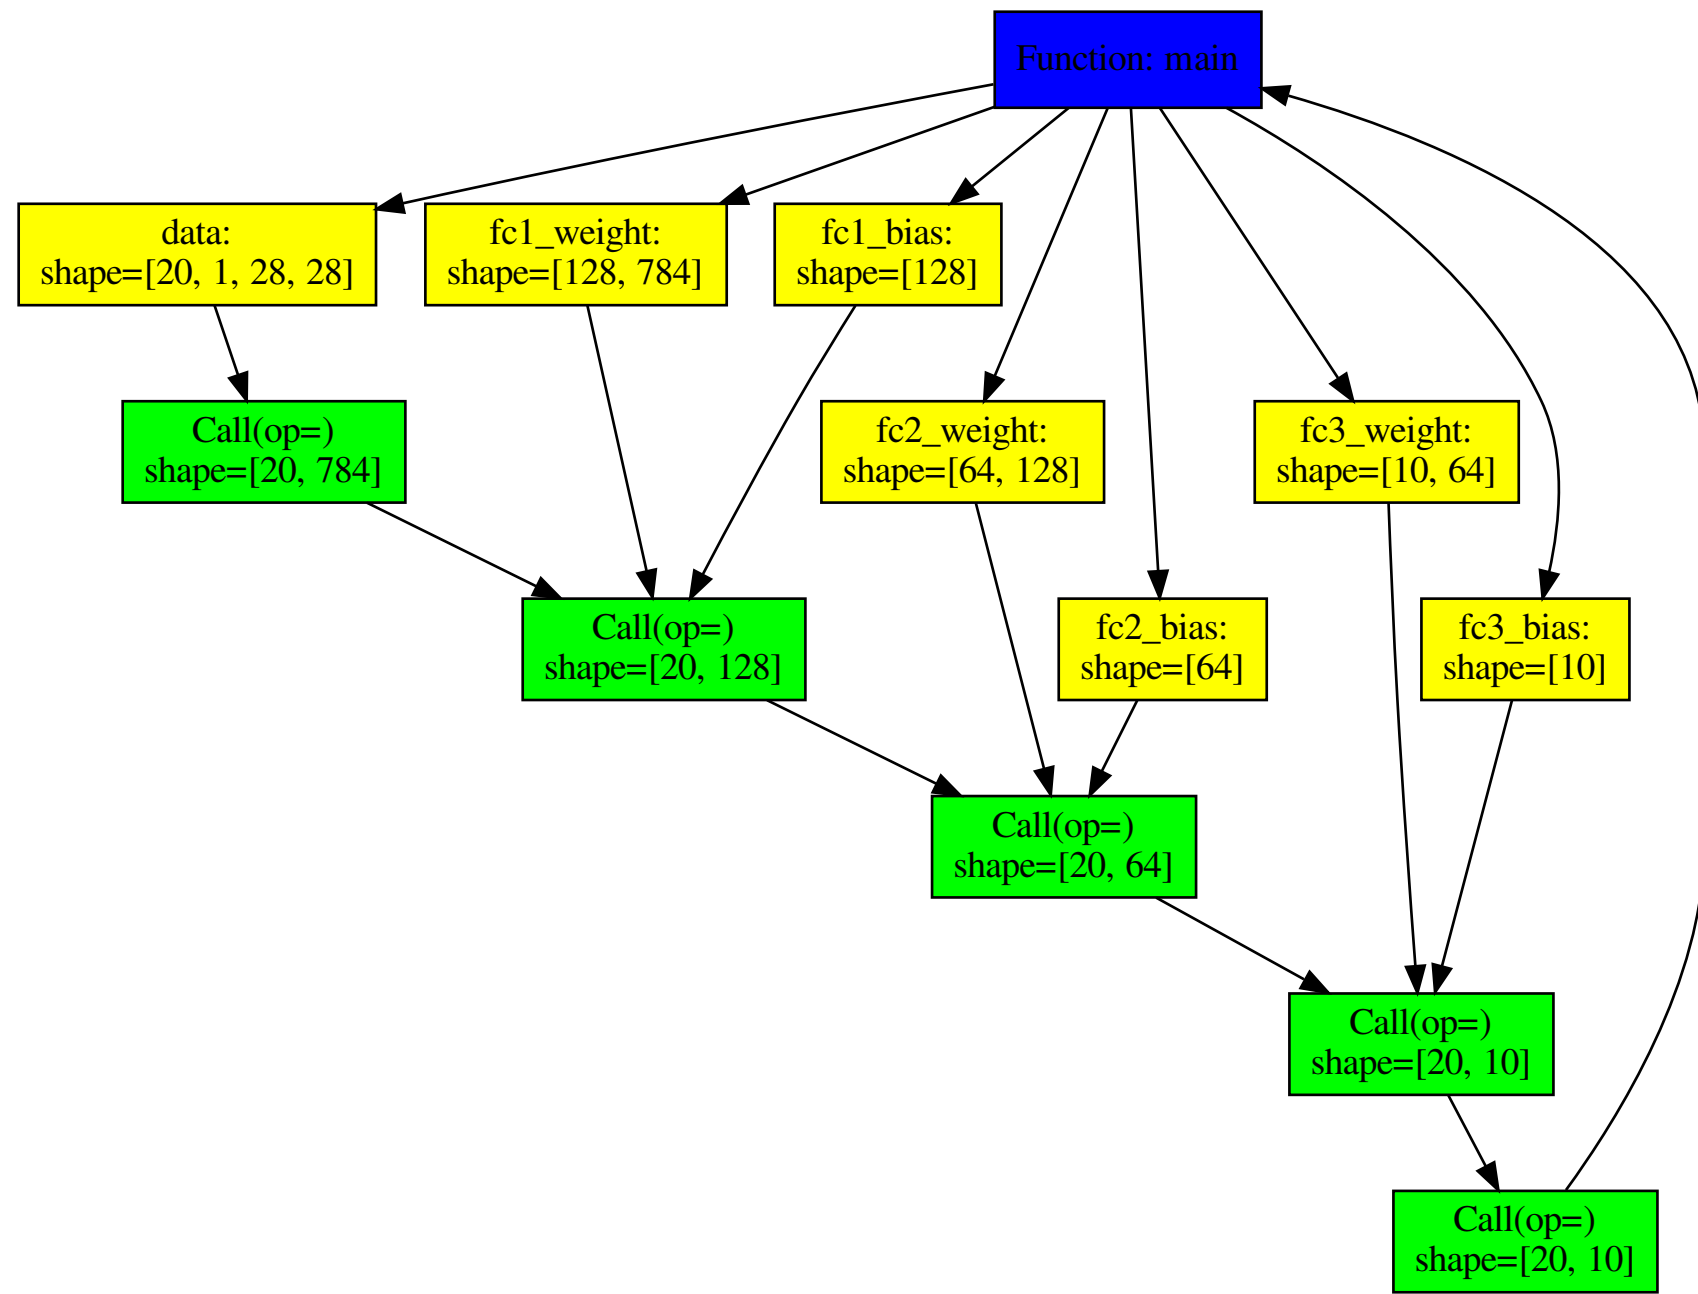 Function: main
data:
shape=[20, 1, 28, 28]
fc1_weight:
shape=[128, 784]
fc1_bias:
shape=[128]
Call(op=)
shape=[20, 784]
fc2_weight:
shape=[64, 128]
fc3_weight:
shape=[10, 64]
Call(op=)
shape=[20, 128]
fc2_bias:
shape=[64]
fc3_bias:
shape=[10]
Call(op=)
shape=[20, 64]
Call(op=)
shape=[20, 10]
Call(op=)
shape=[20, 10]